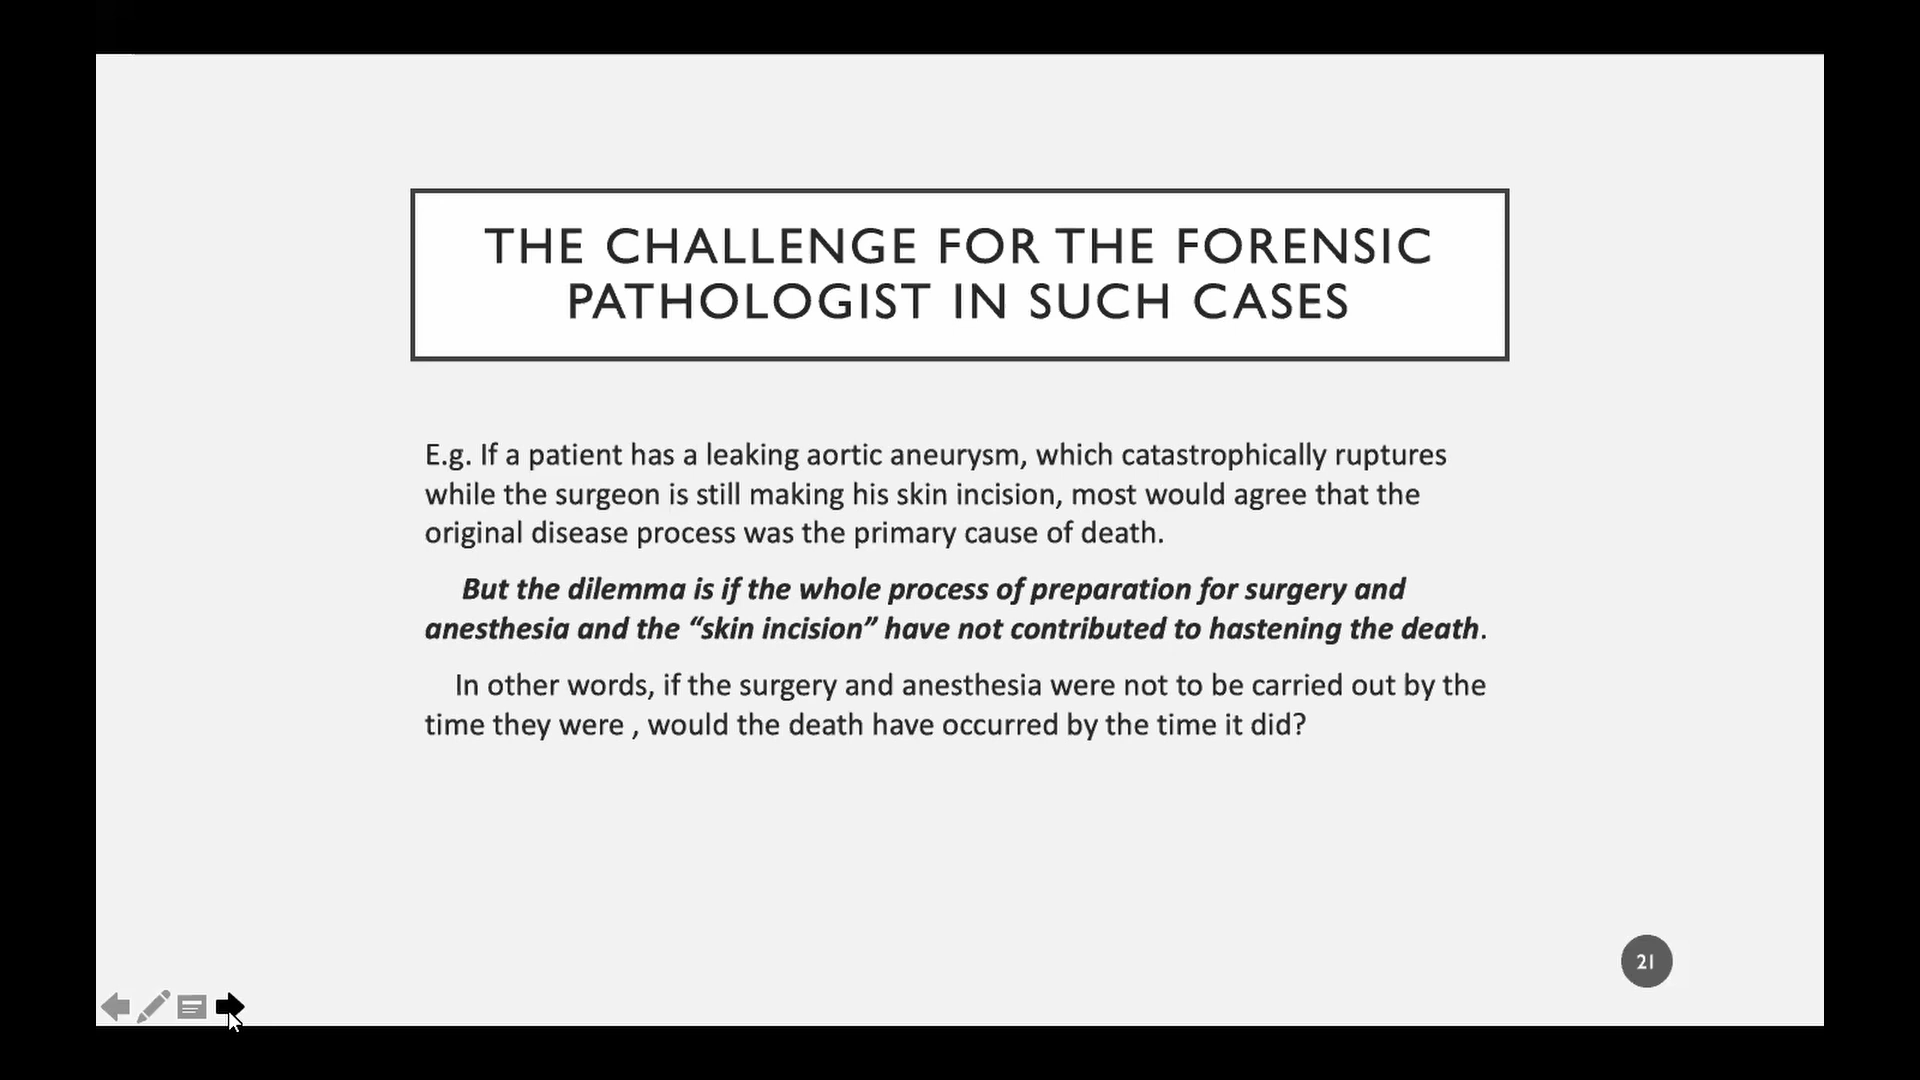 THE CHALLENGE FOR THE FORENSIC
PATHOLOGIST IN SUCH CASES
E.g. If a patient has a leaking aortic aneurysm, which catastrophically ruptures
while the surgeon is still making his skin incision, most would agree that the
original disease process was the primary cause of death.
But the dilemma is if the whole process of preparation for surgery and
anesthesia and the “skin incision” have not contributed to hastening the death.
In other words, if the surgery and anesthesia were not to be carried out by the
time they were , would the death have occurred by the time it did?
21